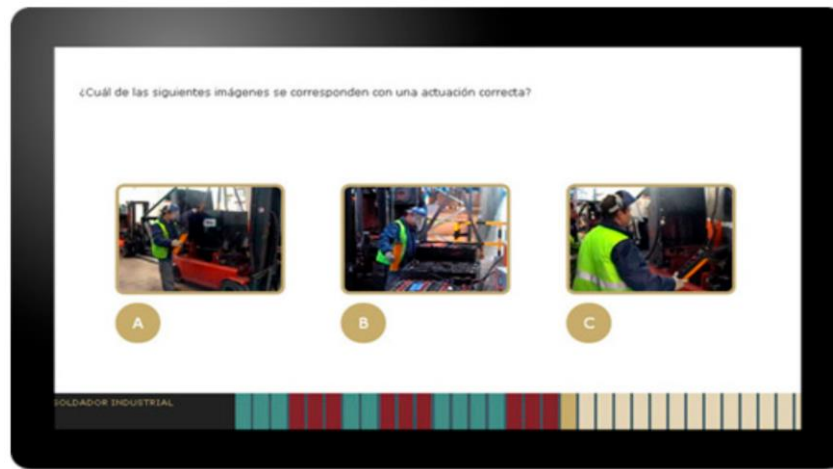 ¿Cuál de las siguientes imágenes se corresponden con una actuación correcta?
A
B
C
SOLDADOR INDUSTRIAL